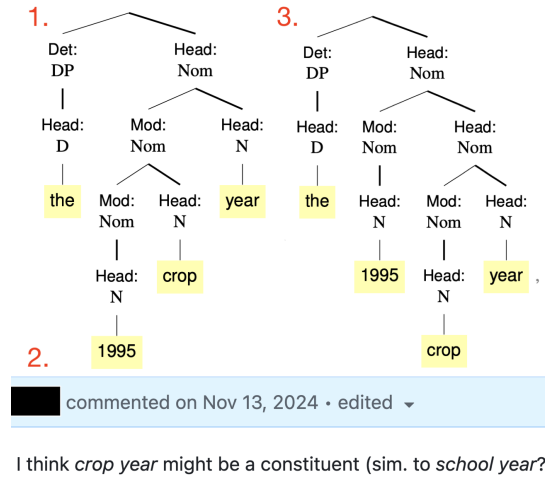 1.
3.
Det: Head:
DP Nom
Det: Head:
DP Nom
Head: Mod: Head:
D Nom N
Head: Mod: Head:
D Nom Nom
the Mod: Head: year
Nom N
the Head: Mod: Head:
N Nom N
Head: crop
N
1995 Head: year ,
N
1995
crop
2.
commented on Nov 13, 2024 • edited
I think crop year might be a constituent (sim. to school year?